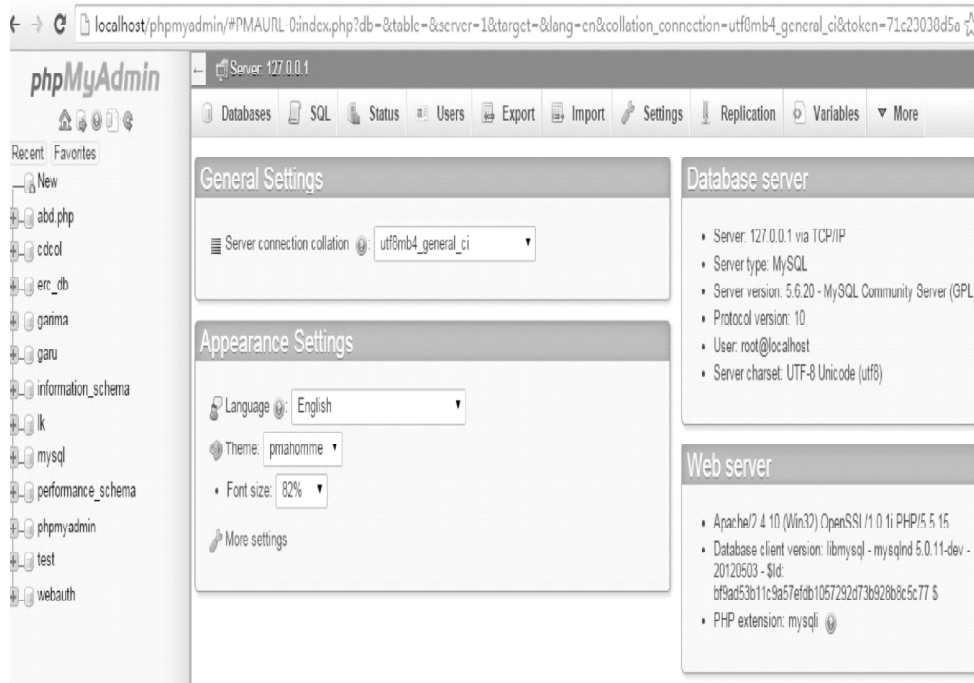 localhost/phpmyadmin/#PMAURL-0:index.php?db=&table=&server=1&target=&lang=en&collation_connection=utf8mb4_general_ci&token=71c23038d5a
phpMyAdmin
Recent Favorites
New
abd.php
cdcol
erc_db
garima
garu
information_schema
lk
mysql
performance_schema
phpmyadmin
test
webauth
Server: 127.0.0.1
Databases SQL Status Users Export Import Settings Replication Variables More
General Settings
Server connection collation : utf8mb4_general_ci
Appearance Settings
Language : English
Theme: pmahomme
• Font size: 82%
More settings
Database server
• Server: 127.0.0.1 via TCP/IP
• Server type: MySQL
• Server version: 5.6.20 - MySQL Community Server (GPL)
• Protocol version: 10
• User: root@localhost
• Server charset: UTF-8 Unicode (utf8)
Web server
• Apache/2.4.10 (Win32) OpenSSL/1.0.1i PHP/5.5.15
• Database client version: libmysql - mysqlnd 5.0.11-dev -
20120503 - $Id:
bf9ad53b11c9a57efdb1057292d73b928b8c5c77 $
• PHP extension: mysqli